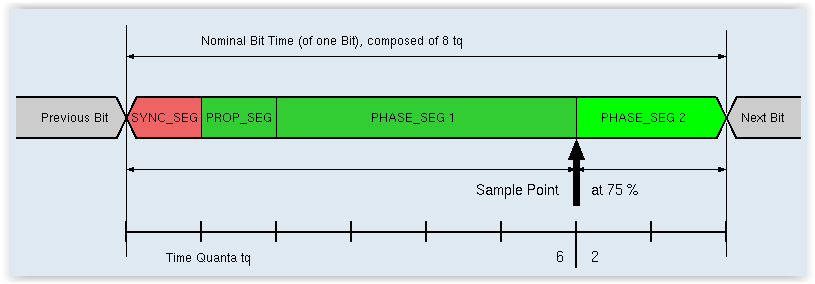 Nominal Bit Time (of one Bit), composed of 8 tq
Previous Bit SYNC_SEG PROP_SEG PHASE_SEG 1 PHASE_SEG 2 Next Bit
Sample Point at 75 %
Time Quanta tq 6 2